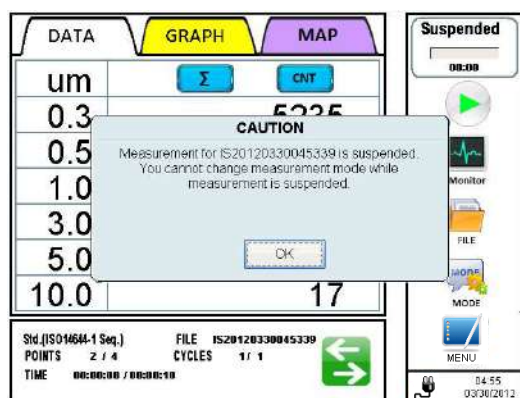 DATA
GRAPH
MAP
Suspended
00:00
um
Σ
CNT
0.3
5235
0.5
1.0
3.0
5.0
10.0
17
CAUTION
Measurement for IS20120330045339 is suspended.
You cannot change measurement mode while
measurement is suspended.
OK
Monitor
FILE
MODE
MODE
MENU
Std.(ISO14644-1 Seq.)
FILE IS20120330045339
POINTS 2 / 4
CYCLES 1/ 1
TIME 00:00:00 / 00:00:10
04:55
03/30/2012